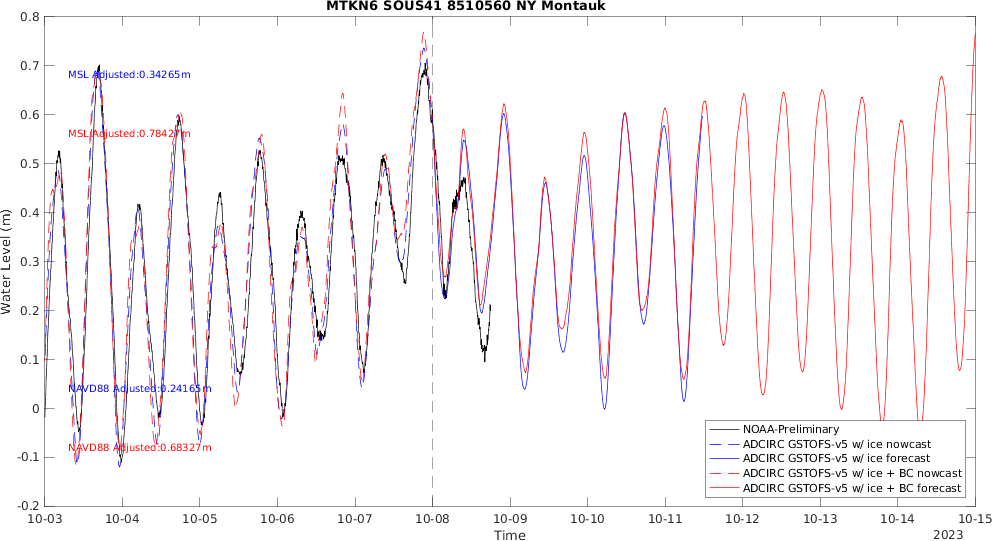 MTKN6 SOUS41 8510560 NY Montauk
Water Level (m)
0.8
0.7
0.6
0.5
0.4
0.3
0.2
0.1
0
-0.1
-0.2
MSL Adjusted:0.34265m
MSL Adjusted:0.78427m
NAVD88 Adjusted:0.24165m
NAVD88 Adjusted:0.68327m
NOAA-Preliminary
ADCIRC GSTOFS-v5 w/ ice nowcast
ADCIRC GSTOFS-v5 w/ ice forecast
ADCIRC GSTOFS-v5 w/ ice + BC nowcast
ADCIRC GSTOFS-v5 w/ ice + BC forecast
10-03 10-04 10-05 10-06 10-07 10-08 10-09 10-10 10-11 10-12 10-13 10-14 10-15
Time
2023